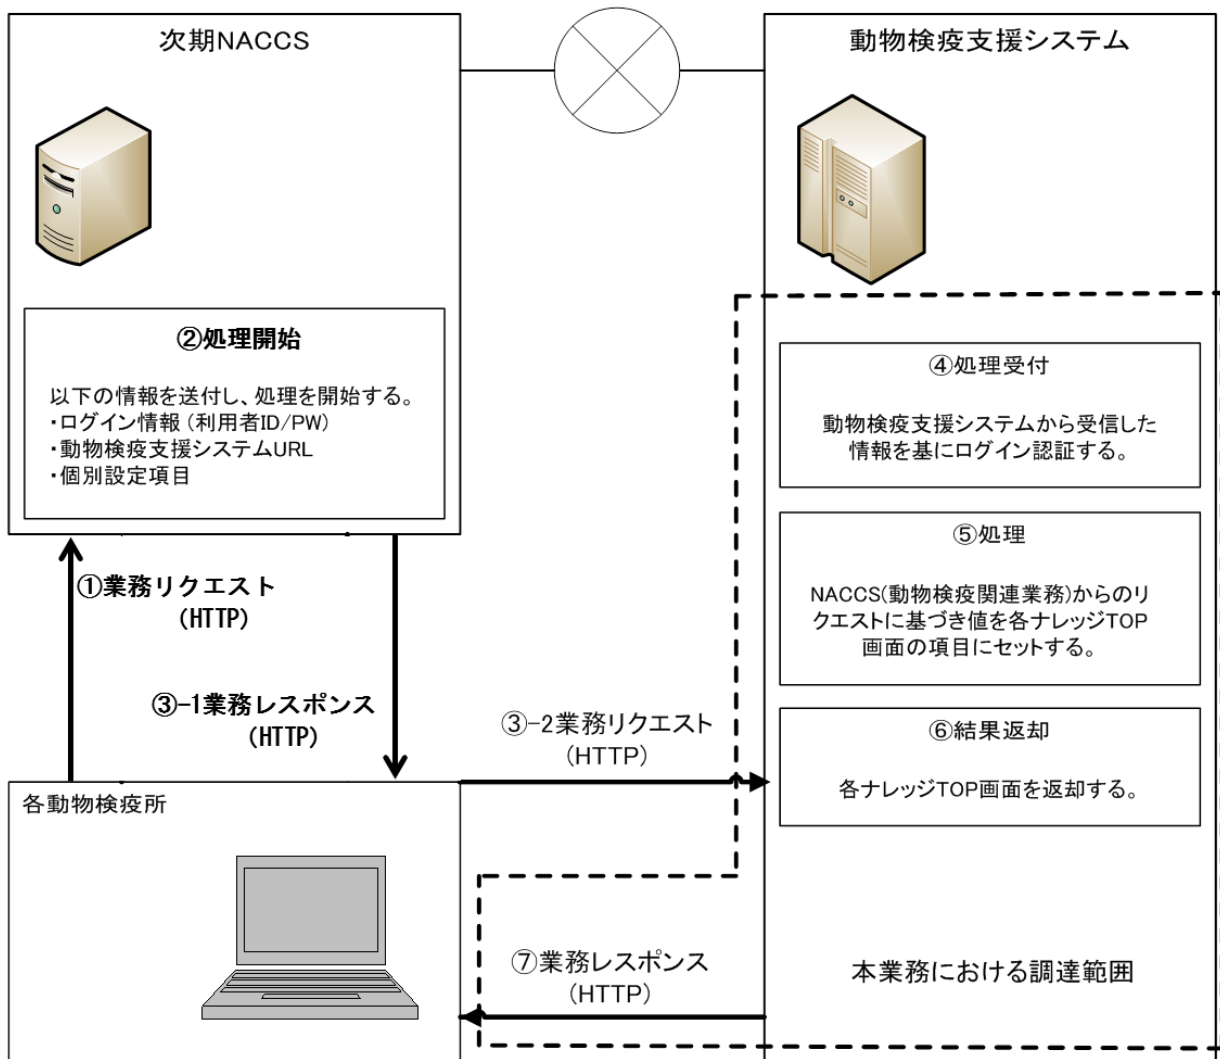 次期NACCS
動物検疫支援システム
②処理開始
以下の情報を送付し、処理を開始する。
・ログイン情報(利用者ID/PW)
・動物検疫支援システムURL
・個別設定項目
④処理受付
動物検疫支援システムから受信した
情報を基にログイン認証する。
⑤処理
NACCS(動物検疫関連業務)からのリ
クエストに基づき値を各ナレッジTOP
画面の項目にセットする。
①業務リクエスト
(HTTP)
③-1業務レスポンス
(HTTP)
③-2業務リクエスト
(HTTP)
⑥結果返却
各ナレッジTOP画面を返却する。
各動物検疫所
⑦業務レスポンス
(HTTP)
本業務における調達範囲